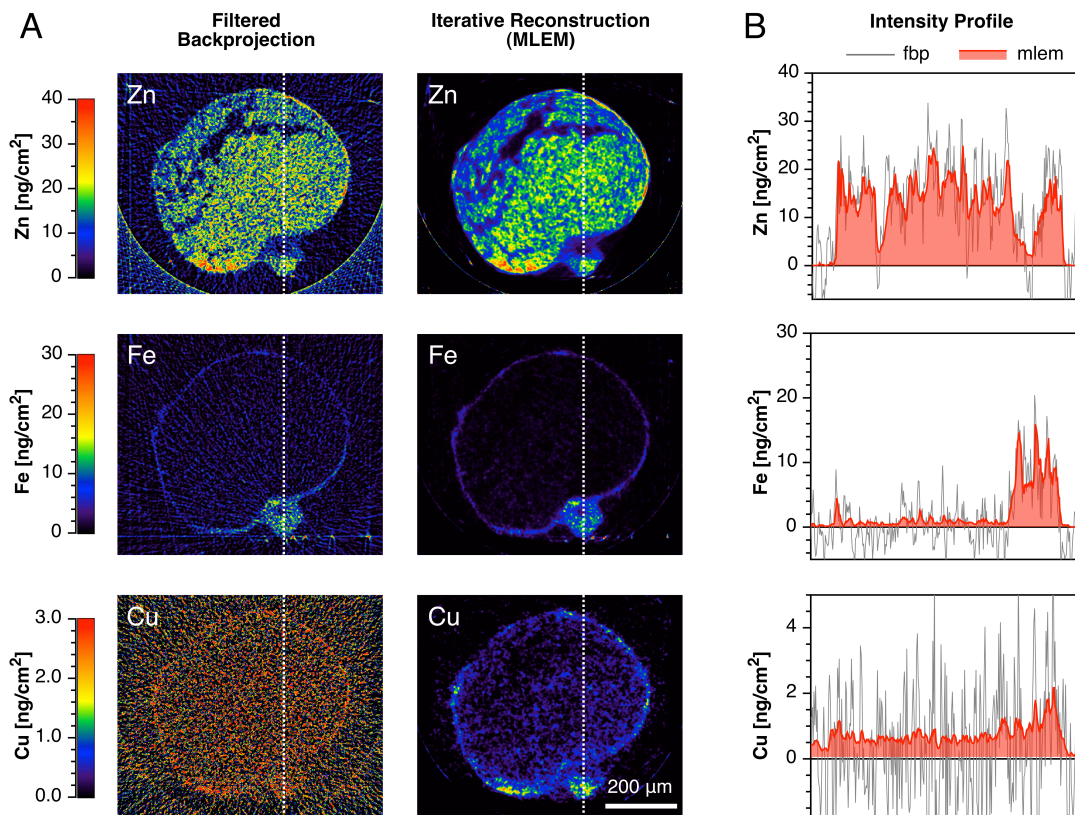 A
Filtered
Backprojection
Iterative Reconstruction
(MLEM)
B
Intensity Profile
fbp
mlem
Zn [ng/cm²]
40
30
20
10
0
Zn
Zn
Zn [ng/cm²]
40
30
20
10
0
Fe [ng/cm²]
30
20
10
0
Fe
Fe
Fe [ng/cm²]
30
20
10
0
Cu [ng/cm²]
3.0
2.0
1.0
0.0
Cu
Cu
200 µm
Cu [ng/cm²]
4
2
0